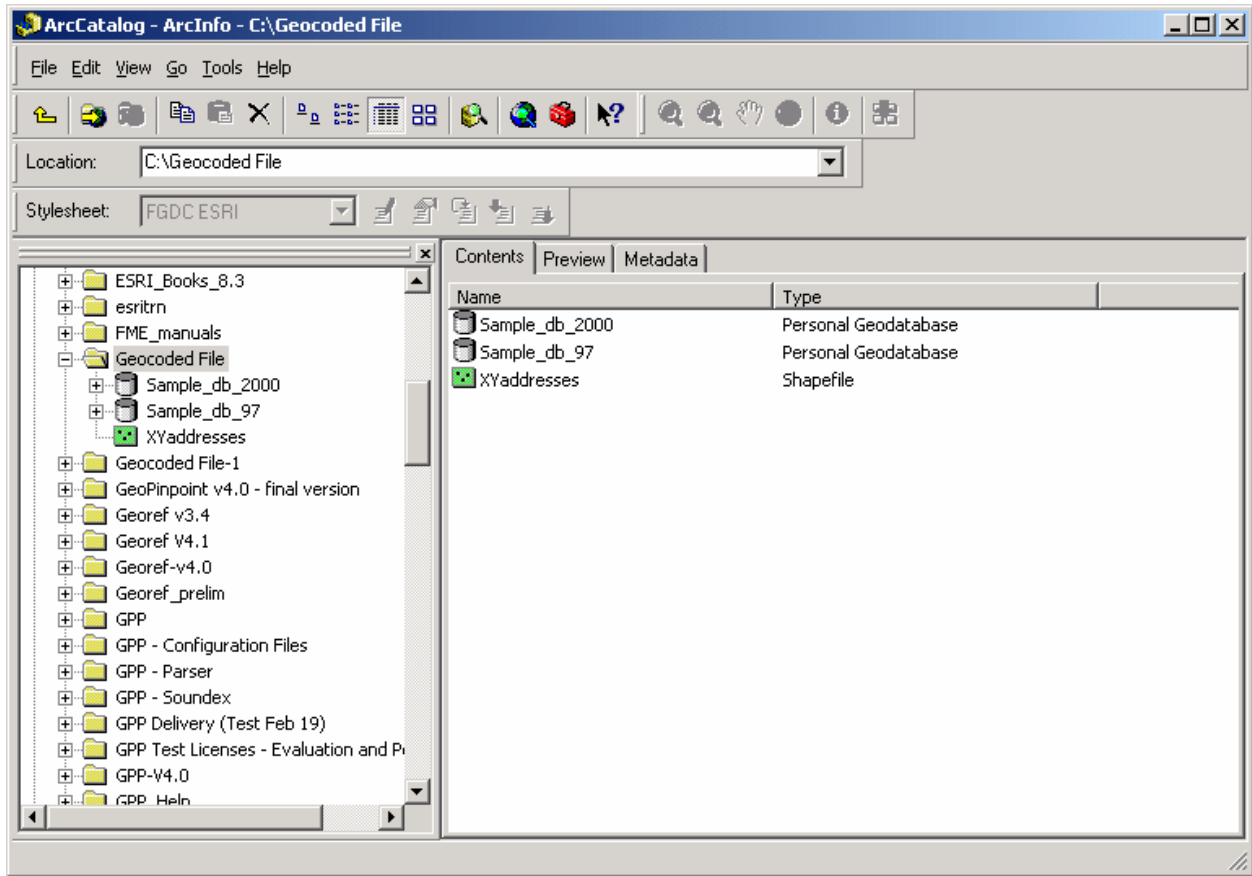 ArcCatalog - ArcInfo - C:\Geocoded File
File Edit View Go Tools Help
Location: C:\Geocoded File
Stylesheet: FGDC ESRI
ESRI_Books_8.3
esritrn
FME_manuals
Geocoded File
Sample_db_2000
Sample_db_97
XYaddresses
Geocoded File-1
GeoPinpoint v4.0 - final version
Georef v3.4
Georef V4.1
Georef-v4.0
Georef_prelim
GPP
GPP - Configuration Files
GPP - Parser
GPP - Soundex
GPP Delivery (Test Feb 19)
GPP Test Licenses - Evaluation and
GPP-V4.0
GPP_Help
Contents Preview Metadata
Name Type
Sample_db_2000 Personal Geodatabase
Sample_db_97 Personal Geodatabase
XYaddresses Shapefile